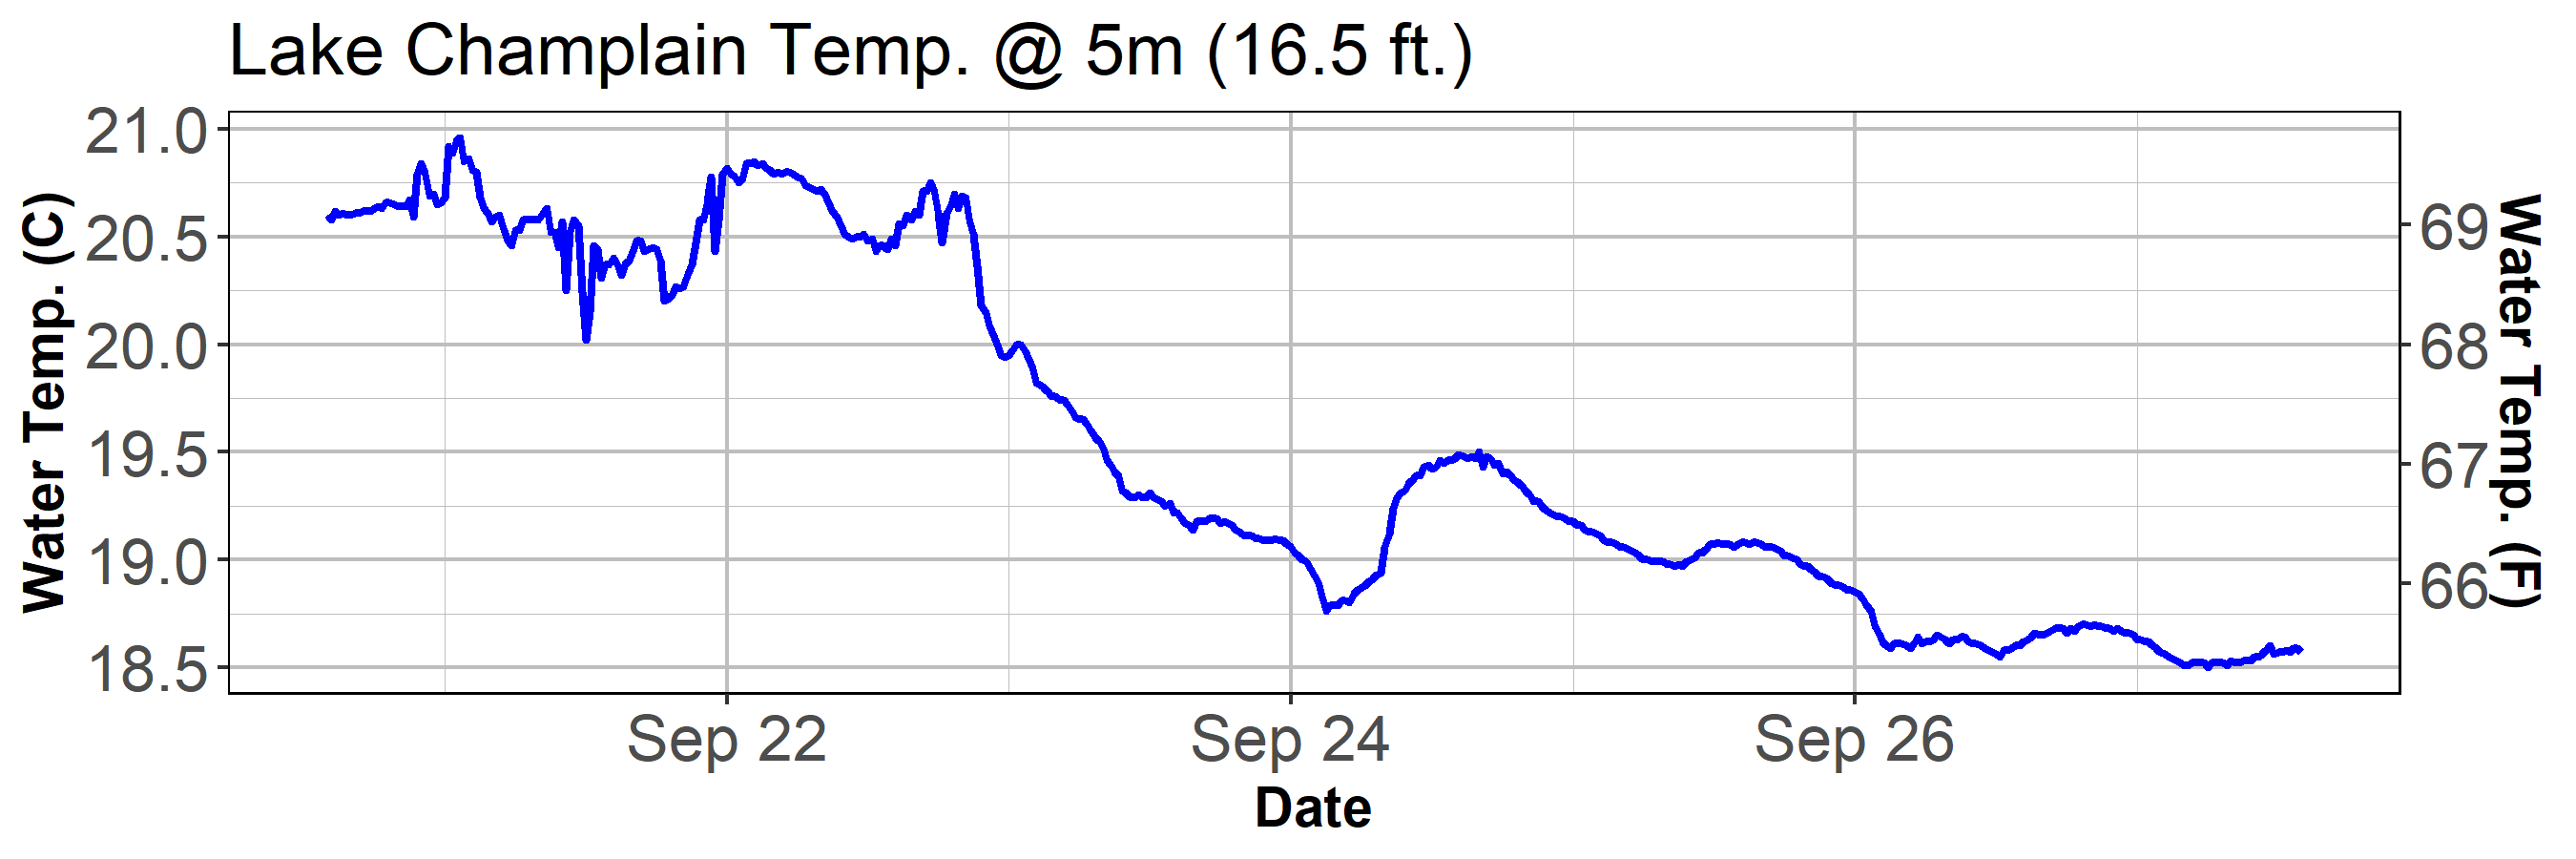 Lake Champlain Temp. @ 5m (16.5 ft.)
Water Temp. (C)
21.0
20.5
20.0
19.5
19.0
18.5
69
68
67
66
Water Temp. (F)
Sep 22 Sep 24 Sep 26
Date